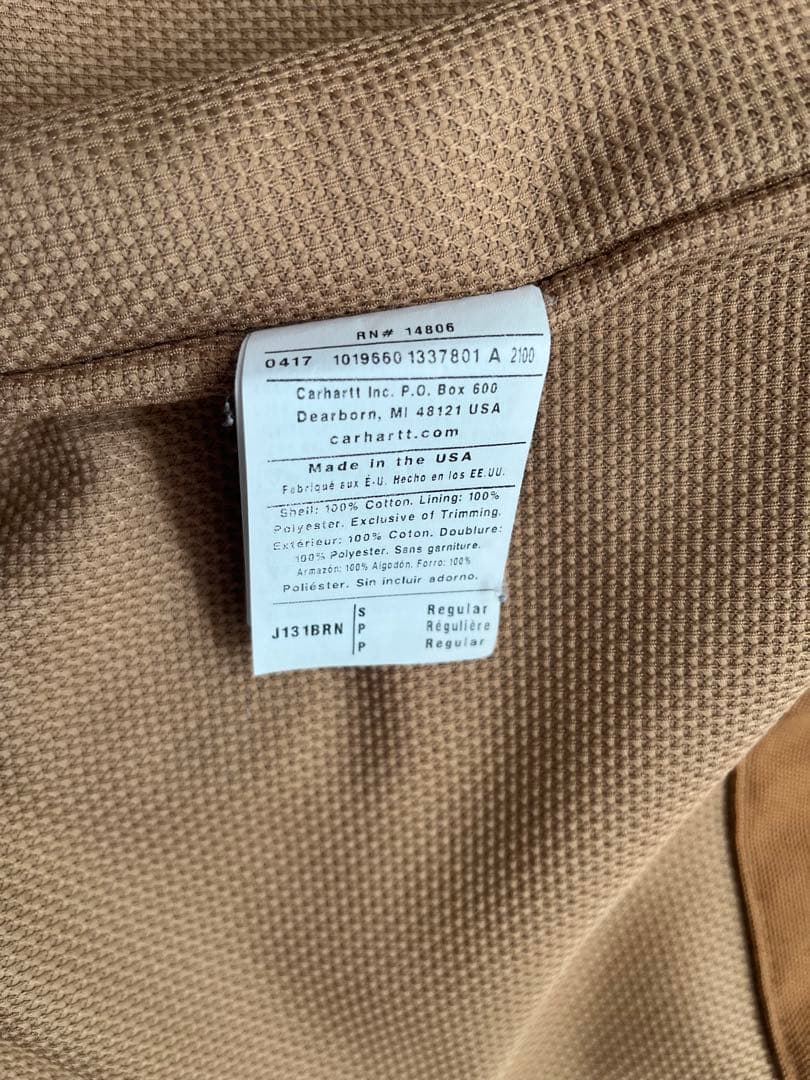 RN# 14806
0417 1019660 1337801 A 2100
Carhartt Inc. P.O. Box 600
Dearborn, MI 48121 USA
carhartt.com
Made in the USA
Fabriqué aux É-U. Hecho en los EE.UU.
Shell: 100% Cotton. Lining: 100%
Polyester. Exclusive of Trimming.
Extérieur: 100% Coton. Doublure:
100% Polyester. Sans garniture.
Armazón: 100% Algodón. Forro: 100%
Poliéster. Sin incluir adorno.
S Regular
J131BRN P Régulière
P Regular